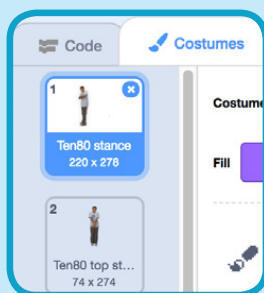 Code
Costumes
1
Ten80 stance
220 x 278
Costume
Fill
2
Ten80 top st...
74 x 274